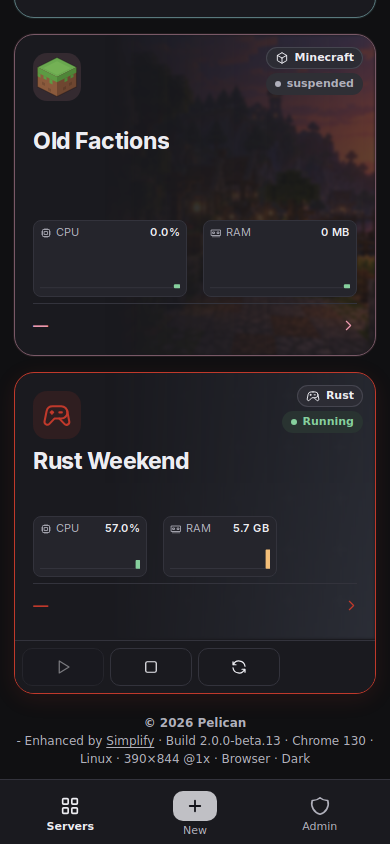 Minecraft
suspended
Old Factions
CPU 0.0%
RAM 0 MB
—
Rust
Running
Rust Weekend
CPU 57.0%
RAM 5.7 GB
—
© 2026 Pelican
- Enhanced by Simplify · Build 2.0.0-beta.13 · Chrome 130 ·
Linux · 390×844 @1x · Browser · Dark
Servers
New
Admin